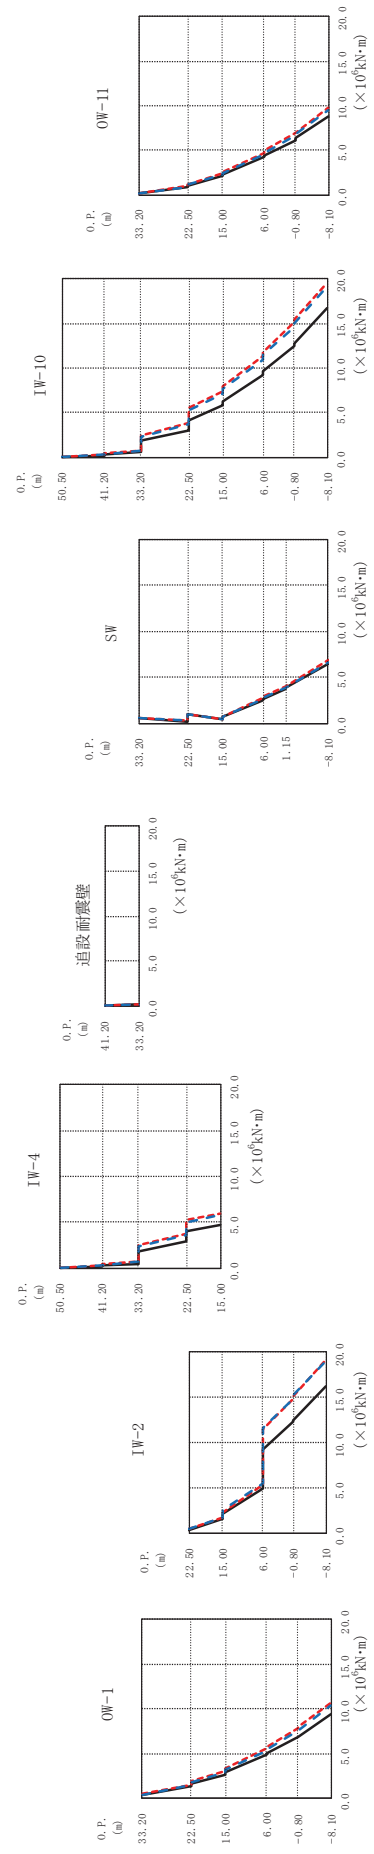 OW-1
O.P.
(m)
33.20
22.50
15.00
6.00
-0.80
-8.10
0.0
5.0
10.0
15.0
20.0
(×10⁶kN・m)
IW-2
O.P.
(m)
22.50
15.00
6.00
-0.80
-8.10
0.0
5.0
10.0
15.0
20.0
(×10⁶kN・m)
IW-4
O.P.
(m)
50.50
41.20
33.20
22.50
15.00
0.0
5.0
10.0
15.0
20.0
(×10⁶kN・m)
追設耐震壁
O.P.
(m)
41.20
33.20
0.0
5.0
10.0
15.0
20.0
(×10⁶kN・m)
SW
O.P.
(m)
33.20
22.50
15.00
6.00
1.15
-8.10
0.0
5.0
10.0
15.0
20.0
(×10⁶kN・m)
IW-10
O.P.
(m)
50.50
41.20
33.20
22.50
15.00
6.00
-0.80
-8.10
0.0
5.0
10.0
15.0
20.0
(×10⁶kN・m)
OW-11
O.P.
(m)
33.20
22.50
15.00
6.00
-0.80
-8.10
0.0
5.0
10.0
15.0
20.0
(×10⁶kN・m)